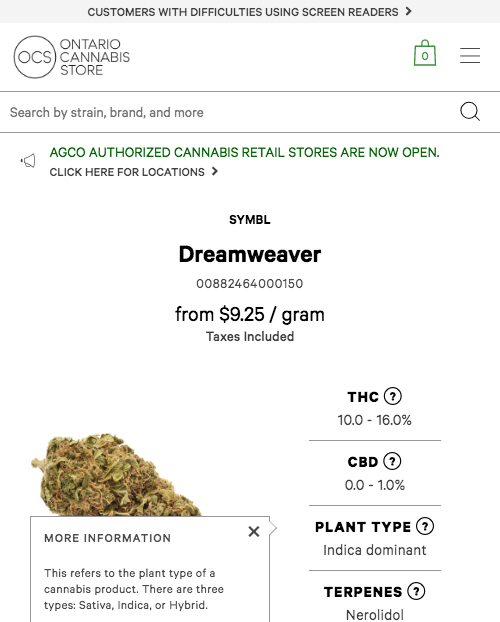 CUSTOMERS WITH DIFFICULTIES USING SCREEN READERS
OCS
ONTARIO
CANNABIS
STORE
0
Search by strain, brand, and more
AGCO AUTHORIZED CANNABIS RETAIL STORES ARE NOW OPEN.
CLICK HERE FOR LOCATIONS
SYMBL
Dreamweaver
00882464000150
from $9.25 / gram
Taxes Included
THC ?
10.0 - 16.0%
CBD ?
0.0 - 1.0%
PLANT TYPE ?
Indica dominant
TERPENES ?
Nerolidol
MORE INFORMATION
This refers to the plant type of a
cannabis product. There are three
types: Sativa, Indica, or Hybrid.